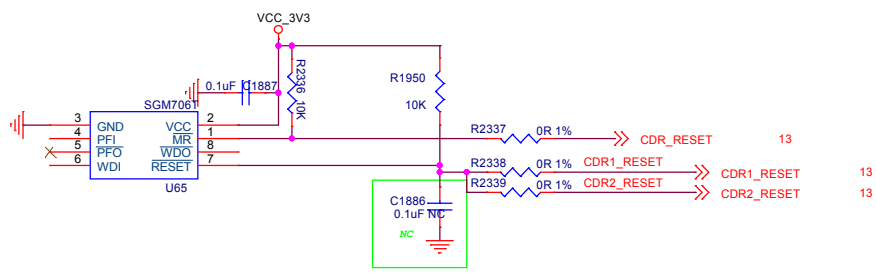 VCC_3V3
0.1uF C1887
R2336
10K
R1950
10K
SGM706T
3 GND VCC 2
4 PFI MR 1
5 PFO WDO 8
6 WDI RESET 7
U65
R2337 0R 1% CDR_RESET 13
R2338 0R 1% CDR1_RESET CDR1_RESET 13
R2339 0R 1% CDR2_RESET CDR2_RESET 13
C1886
0.1uF NC
NC